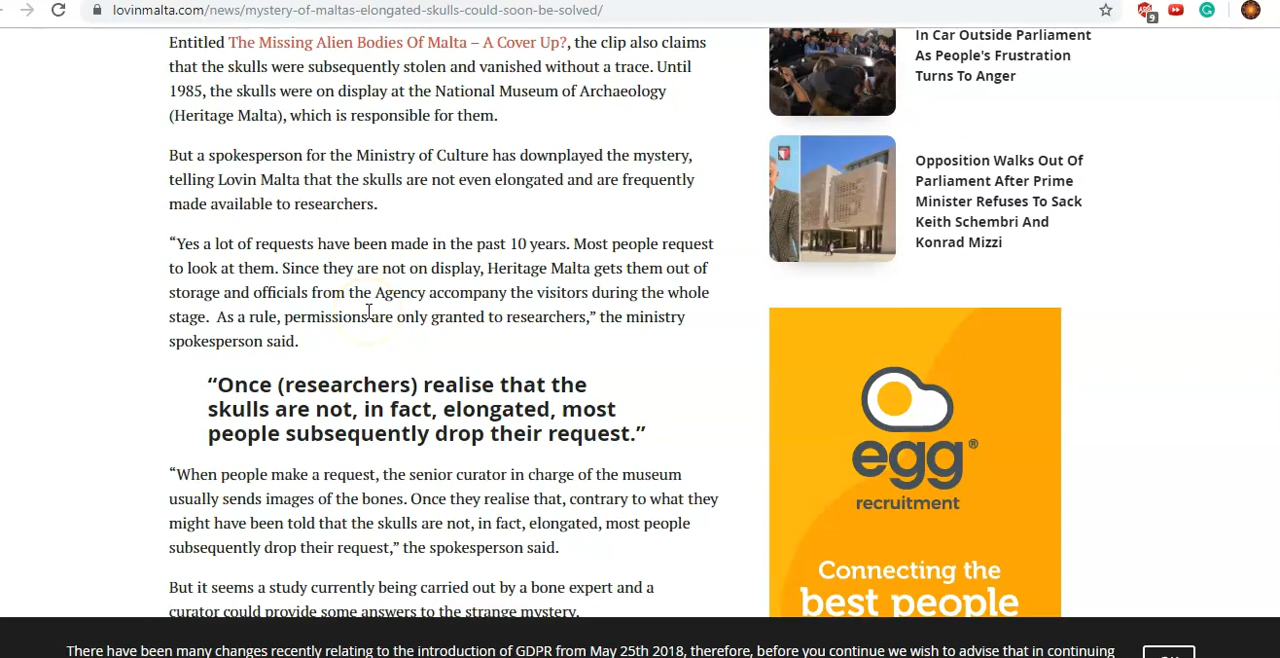 lovinmalta.com/news/mystery-of-maltas-elongated-skulls-could-soon-be-solved/
9
Entitled The Missing Alien Bodies Of Malta – A Cover Up?, the clip also claims
that the skulls were subsequently stolen and vanished without a trace. Until
1985, the skulls were on display at the National Museum of Archaeology
(Heritage Malta), which is responsible for them.
But a spokesperson for the Ministry of Culture has downplayed the mystery,
telling Lovin Malta that the skulls are not even elongated and are frequently
made available to researchers.
“Yes a lot of requests have been made in the past 10 years. Most people request
to look at them. Since they are not on display, Heritage Malta gets them out of
storage and officials from the Agency accompany the visitors during the whole
stage.  As a rule, permissions are only granted to researchers,” the ministry
spokesperson said.
“Once (researchers) realise that the
skulls are not, in fact, elongated, most
people subsequently drop their request.”
“When people make a request, the senior curator in charge of the museum
usually sends images of the bones. Once they realise that, contrary to what they
might have been told that the skulls are not, in fact, elongated, most people
subsequently drop their request,” the spokesperson said.
But it seems a study currently being carried out by a bone expert and a
curator could provide some answers to the strange mystery.
In Car Outside Parliament
As People's Frustration
Turns To Anger
Opposition Walks Out Of
Parliament After Prime
Minister Refuses To Sack
Keith Schembri And
Konrad Mizzi
egg®
recruitment
Connecting the
best people
There have been many changes recently relating to the introduction of GDPR from May 25th 2018, therefore, before you continue we wish to advise that in continuing